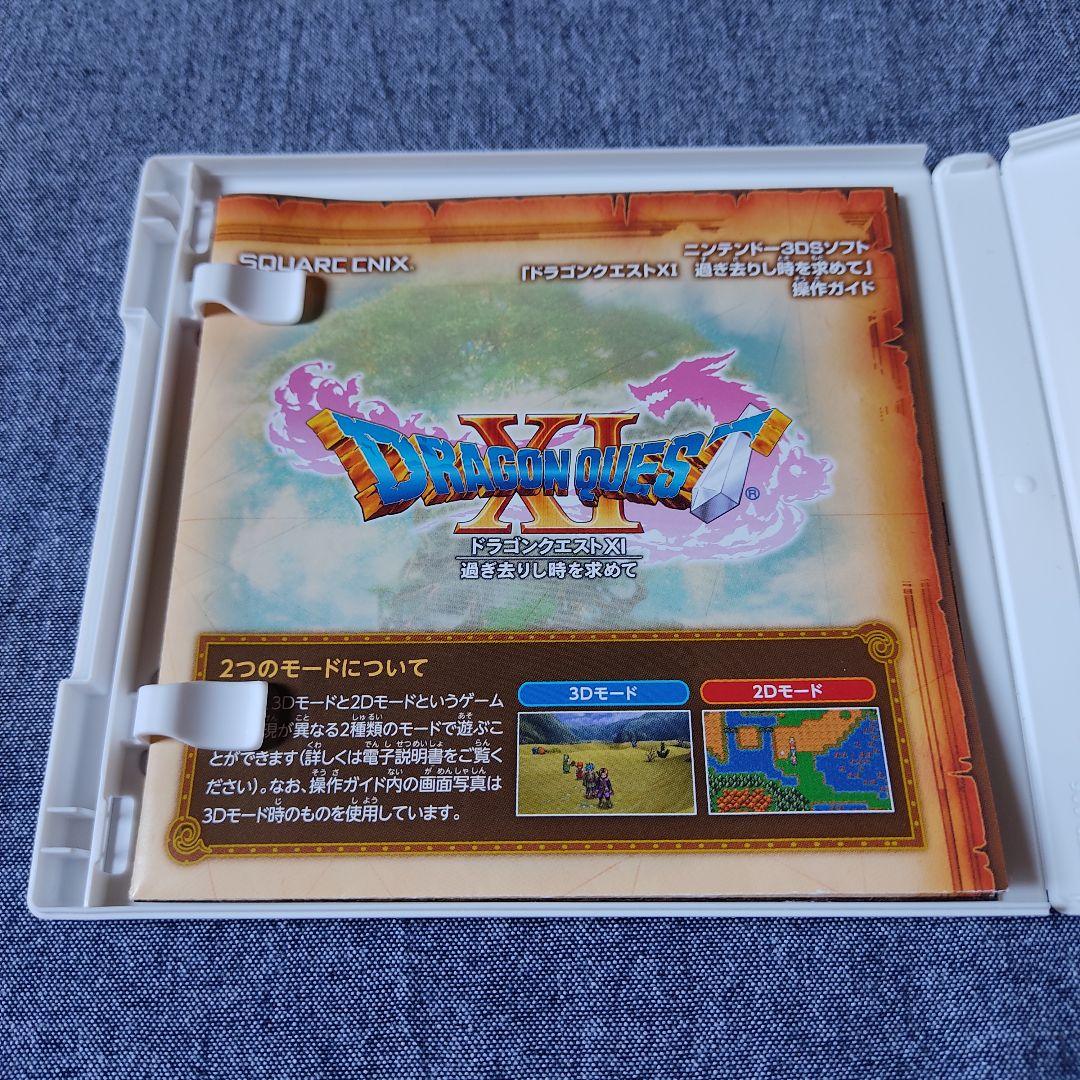 SQUARE ENIX.
ニンテンドー3DSソフト
「ドラゴンクエストXI 過ぎ去りし時を求めて」
操作ガイド
DRAGON QUEST XI ®
ドラゴンクエストXI
過ぎ去りし時を求めて
2つのモードについて
3Dモードと2Dモードというゲーム
現が異なる2種類のモードで遊ぶこ
とができます(詳しくは電子説明書をご覧く
ださい)。なお、操作ガイド内の画面写真は
3Dモード時のものを使用しています。
3Dモード
2Dモード